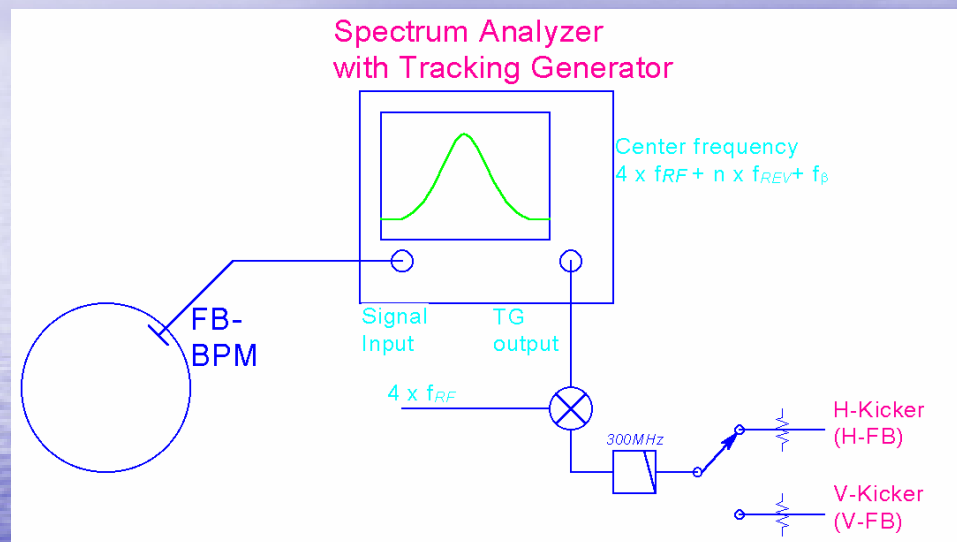 Spectrum Analyzer
with Tracking Generator
Center frequency
4 x fRF + n x fREV + fβ
FB-
BPM
Signal
Input
TG
output
4 x fRF
300MHz
H-Kicker
(H-FB)
V-Kicker
(V-FB)